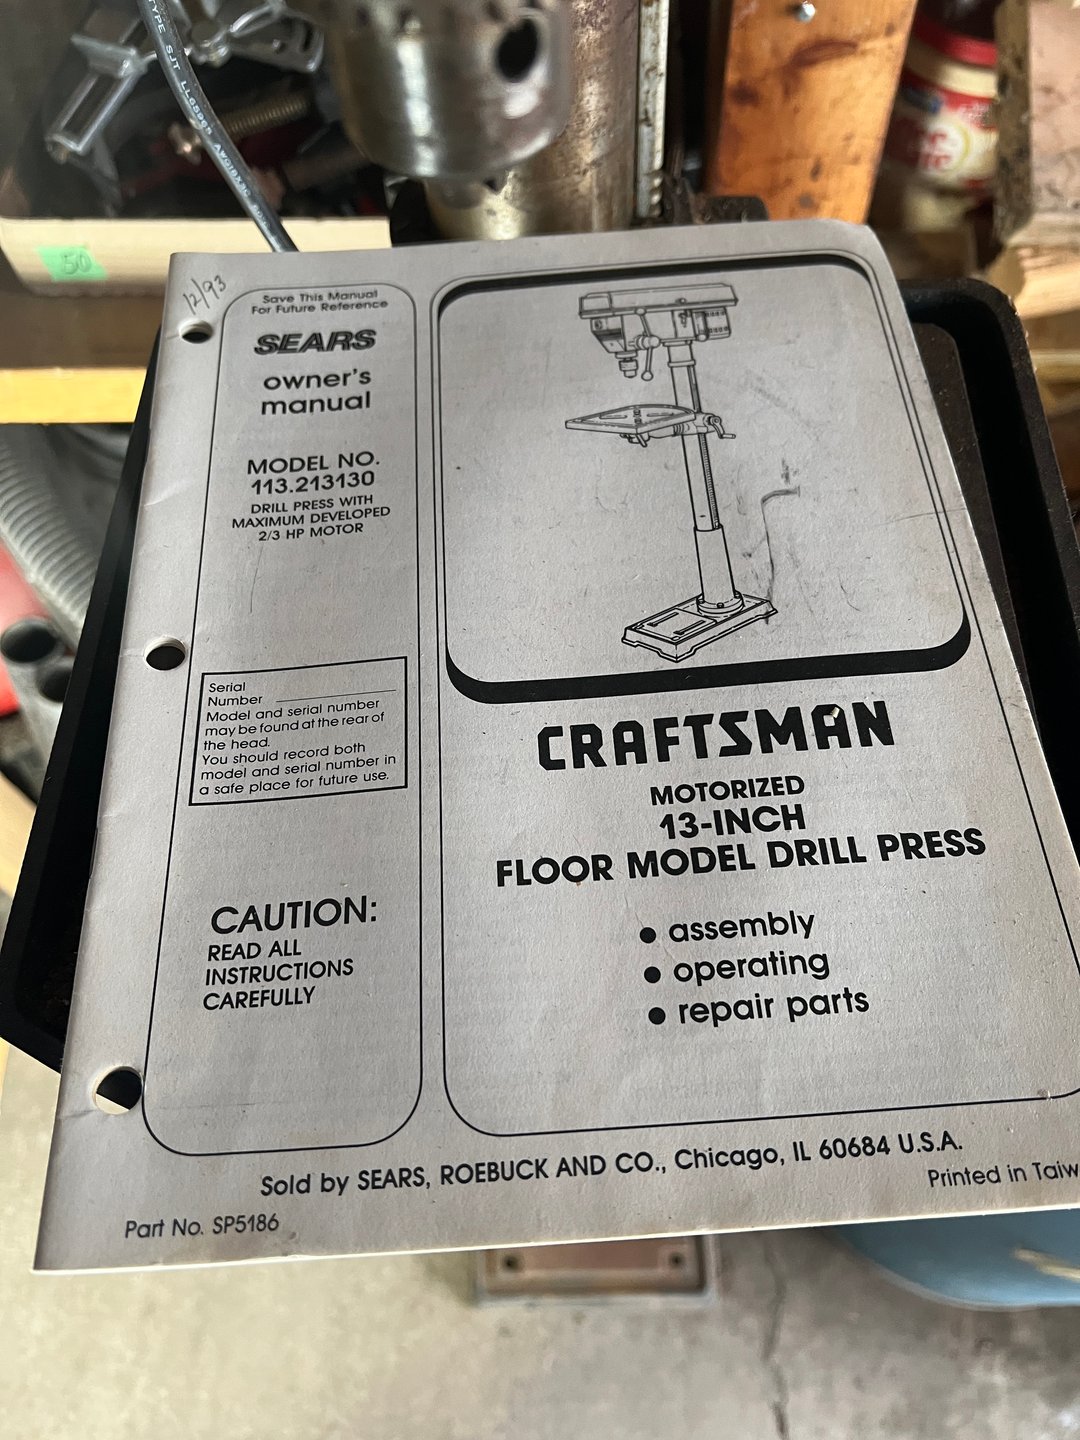 TYPE SJT
50
12/93
Save This Manual
For Future Reference
SEARS
owner's
manual
MODEL NO.
113.213130
DRILL PRESS WITH
MAXIMUM DEVELOPED
2/3 HP MOTOR
Serial
Number
Model and serial number
may be found at the rear of
the head.
You should record both
model and serial number in
a safe place for future use.
CAUTION:
READ ALL
INSTRUCTIONS
CAREFULLY
CRAFTSMAN
MOTORIZED
13-INCH
FLOOR MODEL DRILL PRESS
● assembly
● operating
● repair parts
Sold by SEARS, ROEBUCK AND CO., Chicago, IL 60684 U.S.A.
Printed in Taiw
Part No. SP5186